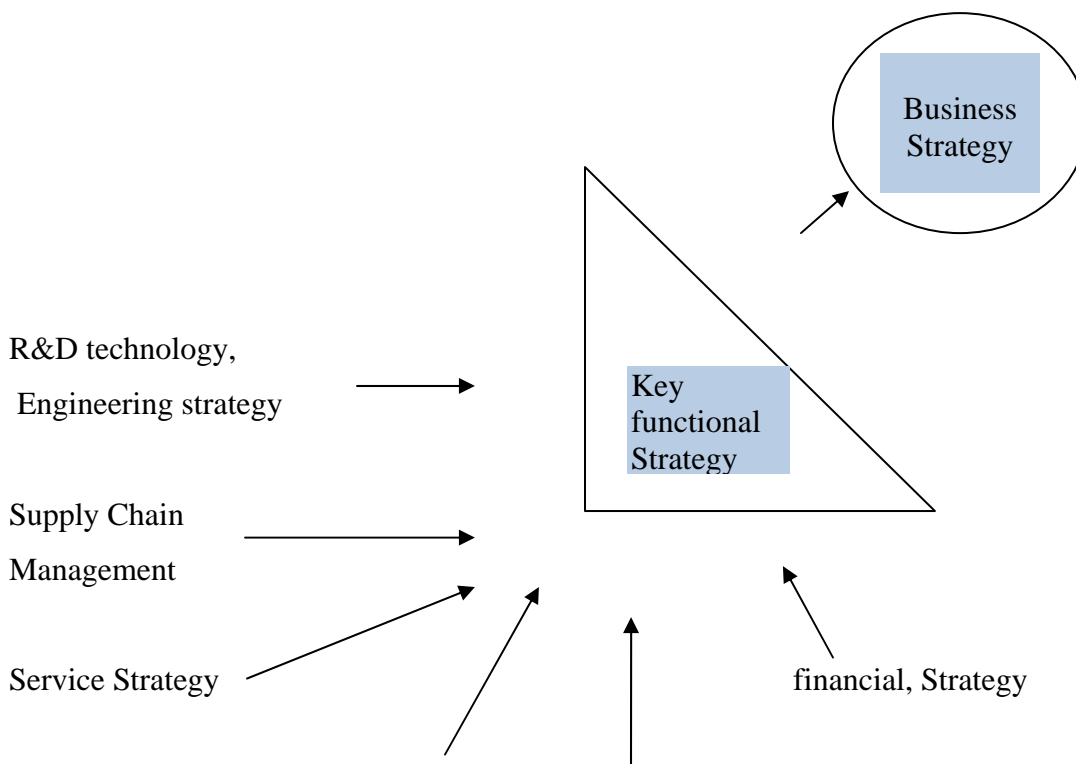 Business
Strategy
R&D technology,
Engineering strategy
Key
functional
Strategy
Supply Chain
Management
Service Strategy
financial, Strategy